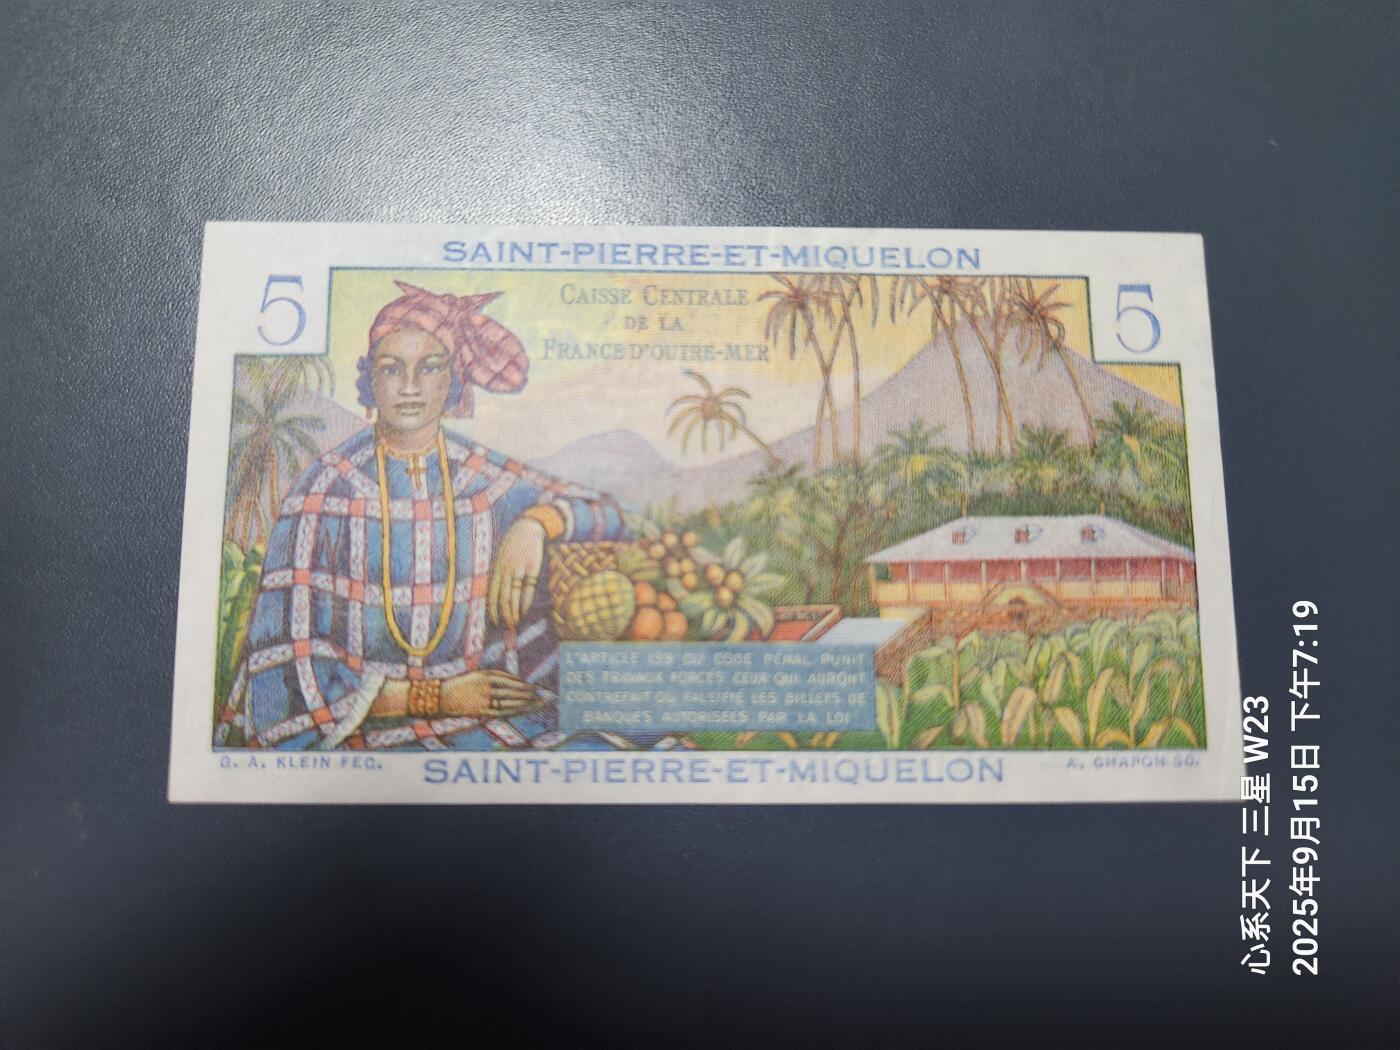 SAINT-PIERRE-ET-MIQUELON
5
5
CAISSE CENTRALE
DE LA
FRANCE D'OUTRE-MER
L'ARTICLE 139 DU CODE PÉNAL PUNIT
DES TRAVAUX FORCÉS CEUX QUI AURONT
CONTREFAIT OU FALSIFIÉ LES BILLETS DE
BANQUES AUTORISÉES PAR LA LOI
G. A. KLEIN FEC.
SAINT-PIERRE-ET-MIQUELON
A. CHAPON SC.
心系天下 三星 W23
2025年9月15日 下午7:19